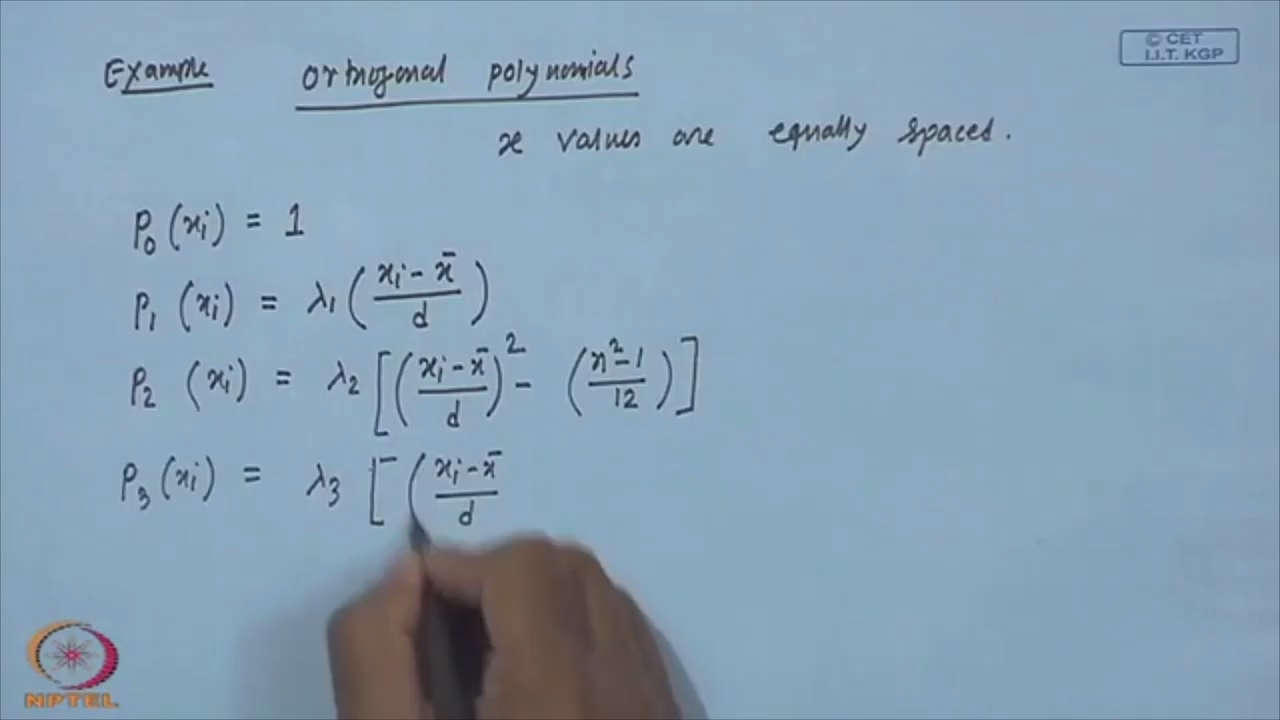 Example orthogonal polynomials
© CET
I.I.T. KGP
x values are equally spaced.
P₀(xᵢ) = 1
P₁(xᵢ) = λ₁((xᵢ - x̄)/d)
P₂(xᵢ) = λ₂[((xᵢ - x̄)/d)² - ((n²-1)/12)]
P₃(xᵢ) = λ₃[((xᵢ - x̄)/d
NPTEL